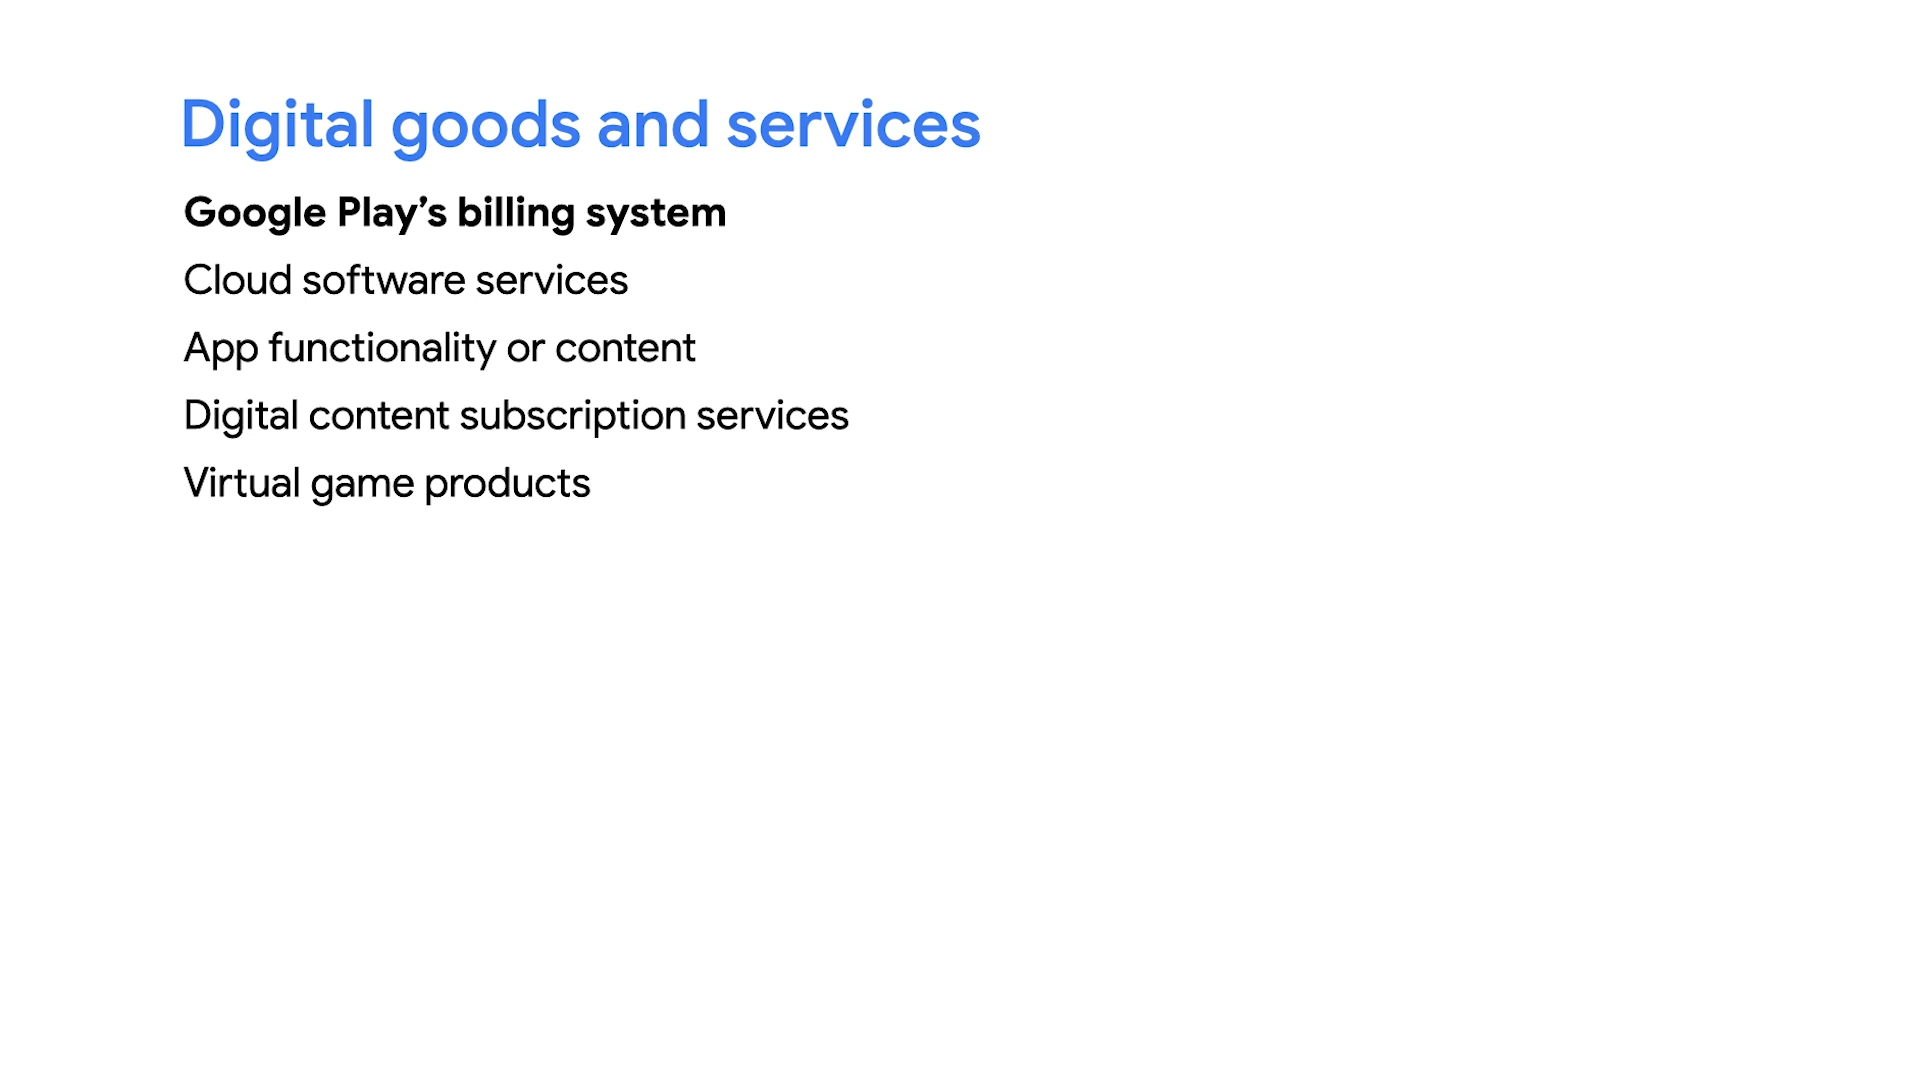 Digital goods and services
Google Play’s billing system
Cloud software services
App functionality or content
Digital content subscription services
Virtual game products